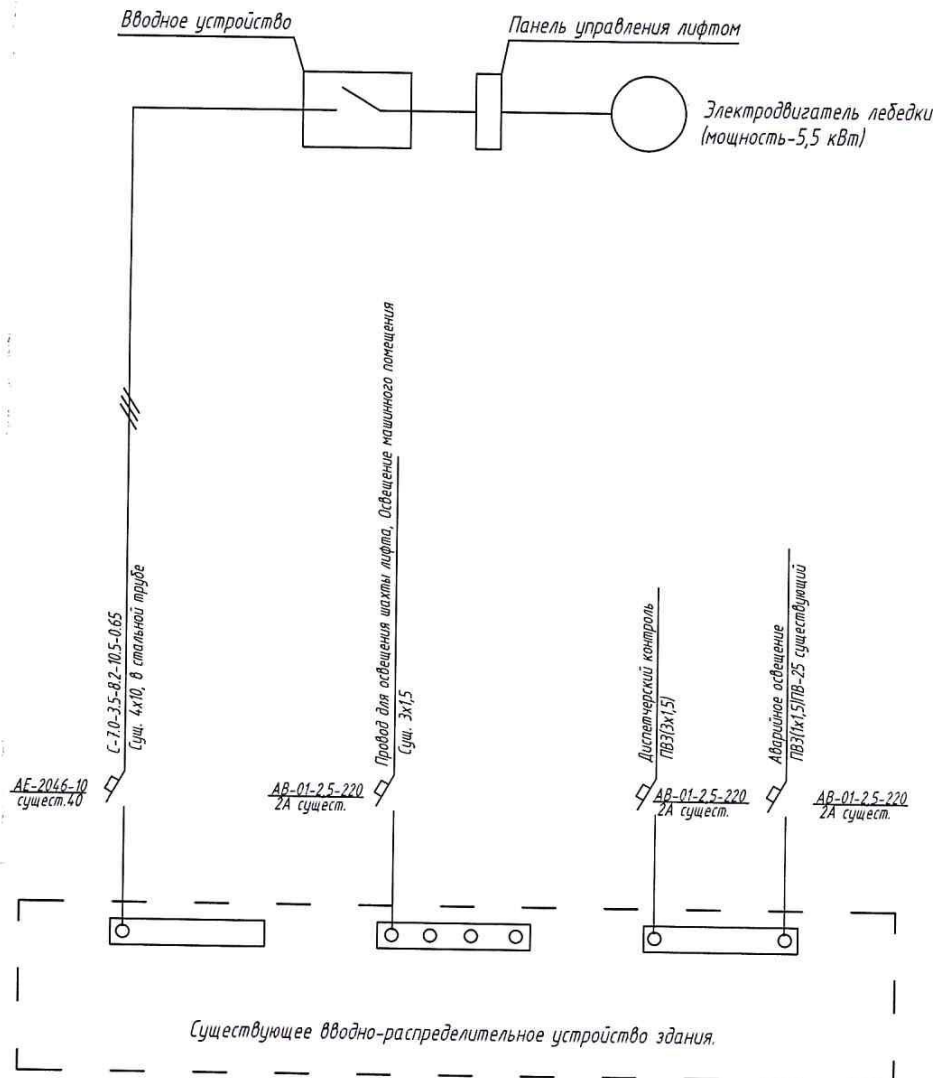 Вводное устройство
Панель управления лифтом
Электродвигатель лебедки
(мощность-5,5 кВт)
С-7.0-3.5-8.2-10.5-0.65
Сущ. 4х10, в стальной трубе
Провод для освещения шахты лифта, Освещение машинного помещения
Сущ. 3х1,5
Диспетчерский контроль
ПВ3(3х1,5)
Аварийное освещение
ПВ3(1х1,5)ПВ-25 существующий
АЕ-2046-10
сущест.40
АВ-01-2.5-220
2А сущест.
АВ-01-2.5-220
2А сущест.
АВ-01-2.5-220
2А сущест.
Существующее вводно-распределительное устройство здания.